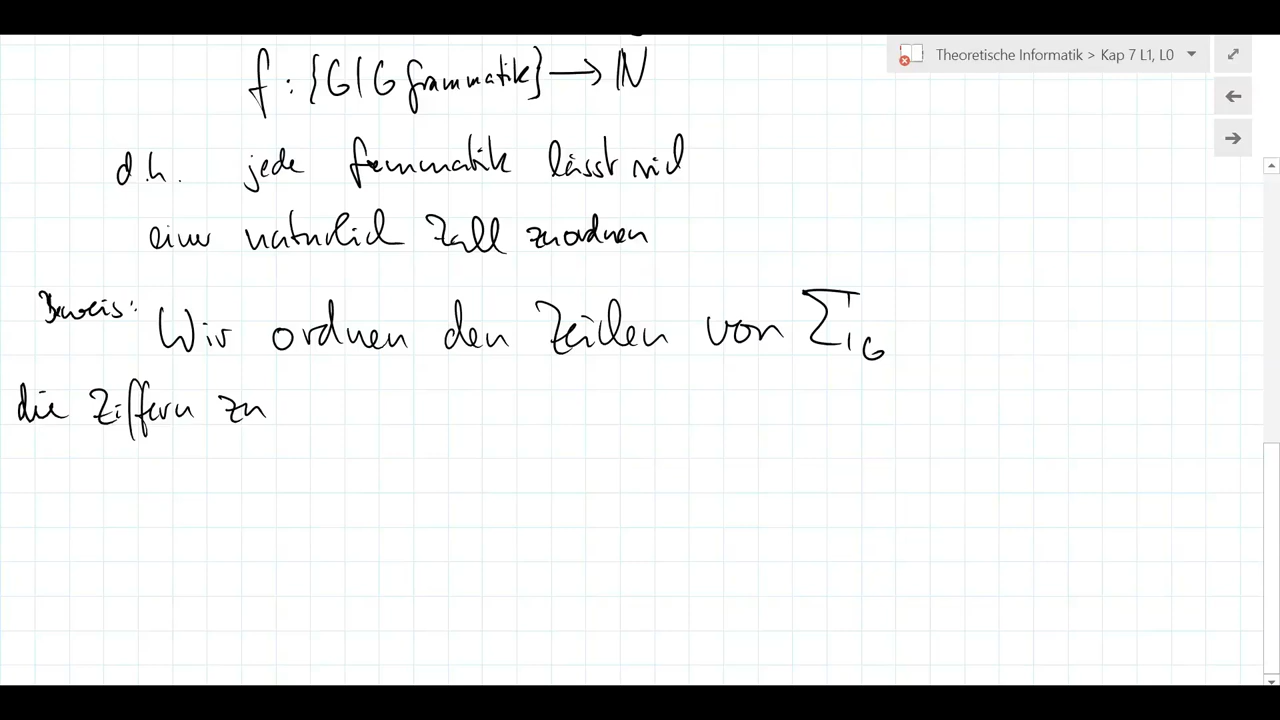 Theoretische Informatik > Kap 7 L1, L0
f : {G | G Grammatik} → ℕ
d.h. jede Grammatik lässt sich
einer natürlich Zahl zuordnen
Beweis: Wir ordnen den Zeichen von Σ_G
die Ziffern zu